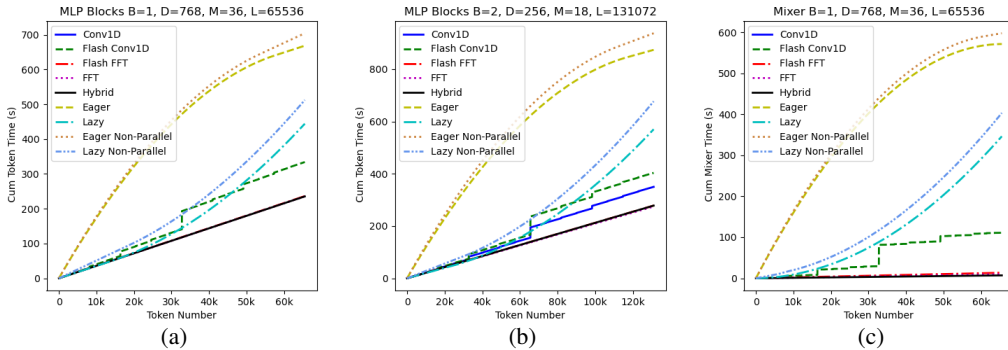 MLP Blocks B=1, D=768, M=36, L=65536
Cum Token Time (s)
700
600
500
400
300
200
100
0
Conv1D
Flash Conv1D
Flash FFT
FFT
Hybrid
Eager
Lazy
Eager Non-Parallel
Lazy Non-Parallel
0 10k 20k 30k 40k 50k 60k
Token Number
(a)
MLP Blocks B=2, D=256, M=18, L=131072
Cum Token Time (s)
800
600
400
200
0
Conv1D
Flash Conv1D
Flash FFT
FFT
Hybrid
Eager
Lazy
Eager Non-Parallel
Lazy Non-Parallel
0 20k 40k 60k 80k 100k 120k
Token Number
(b)
Mixer B=1, D=768, M=36, L=65536
Cum Mixer Time (s)
600
500
400
300
200
100
0
Conv1D
Flash Conv1D
Flash FFT
FFT
Hybrid
Eager
Lazy
Eager Non-Parallel
Lazy Non-Parallel
0 10k 20k 30k 40k 50k 60k
Token Number
(c)